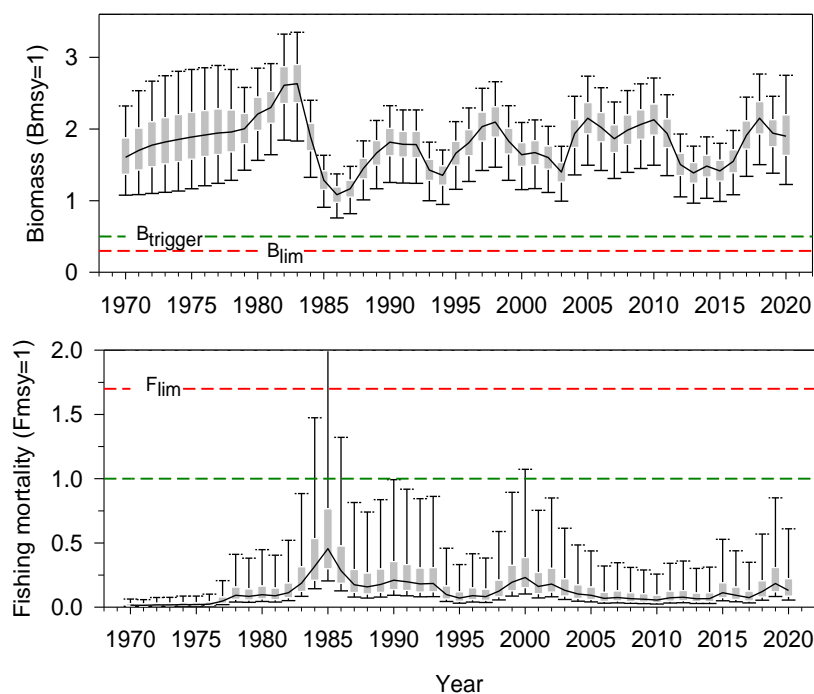 Biomass (Bmsy=1)
3
2
1
0
Btrigger
Blim
1970 1975 1980 1985 1990 1995 2000 2005 2010 2015 2020
Fishing mortality (Fmsy=1)
2.0
1.5
1.0
0.5
0.0
Flim
1970 1975 1980 1985 1990 1995 2000 2005 2010 2015 2020
Year